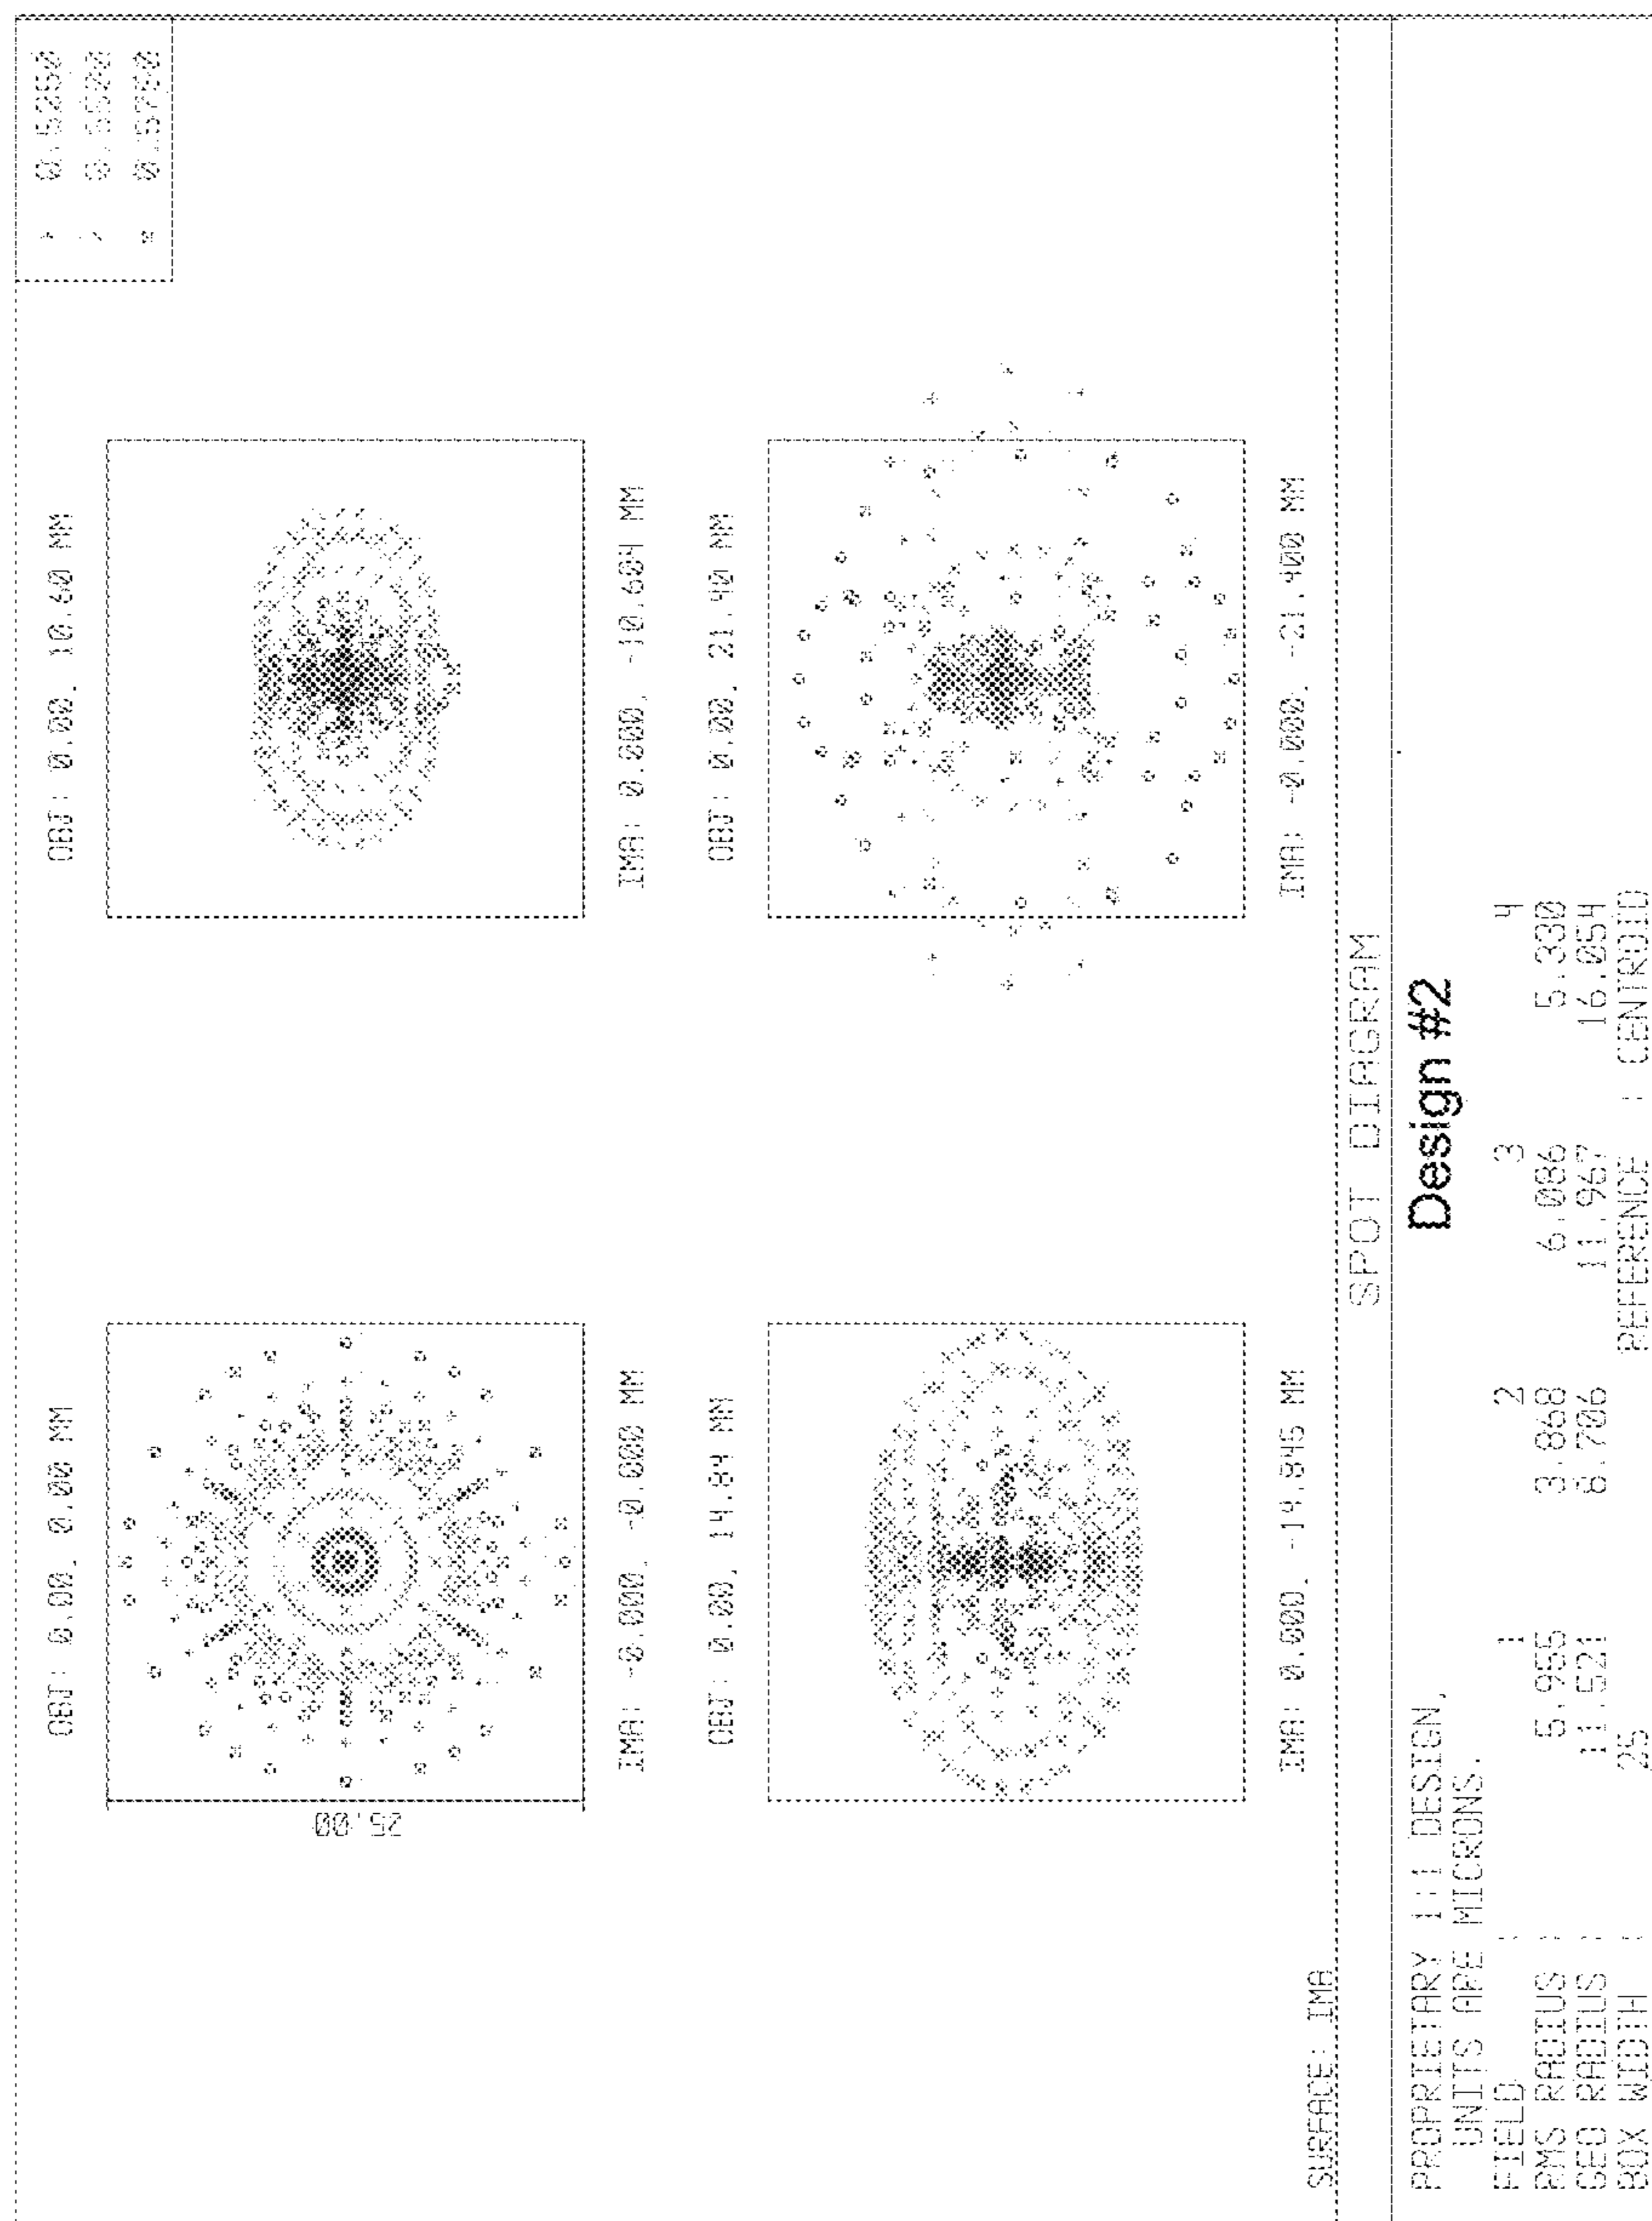 0.5250
0.5500
0.5750
OBJ: 0.00, 0.00 MM
OBJ: 0.00, 10.60 MM
25.00
IMA: -0.000, -0.000 MM
IMA: 0.000, -10.604 MM
OBJ: 0.00, 14.84 MM
OBJ: 0.00, 21.40 MM
IMA: 0.000, -14.846 MM
IMA: -0.000, -21.400 MM
SURFACE: IMA
SPOT DIAGRAM
Design #2
PROPRIETARY 1:1 DESIGN,
UNITS ARE MICRONS.
FIELD : 1 2 3 4
RMS RADIUS : 5.955 3.868 6.086 5.330
GEO RADIUS : 11.521 8.706 11.967 16.054
BOX WIDTH : 25 REFERENCE : CENTROID